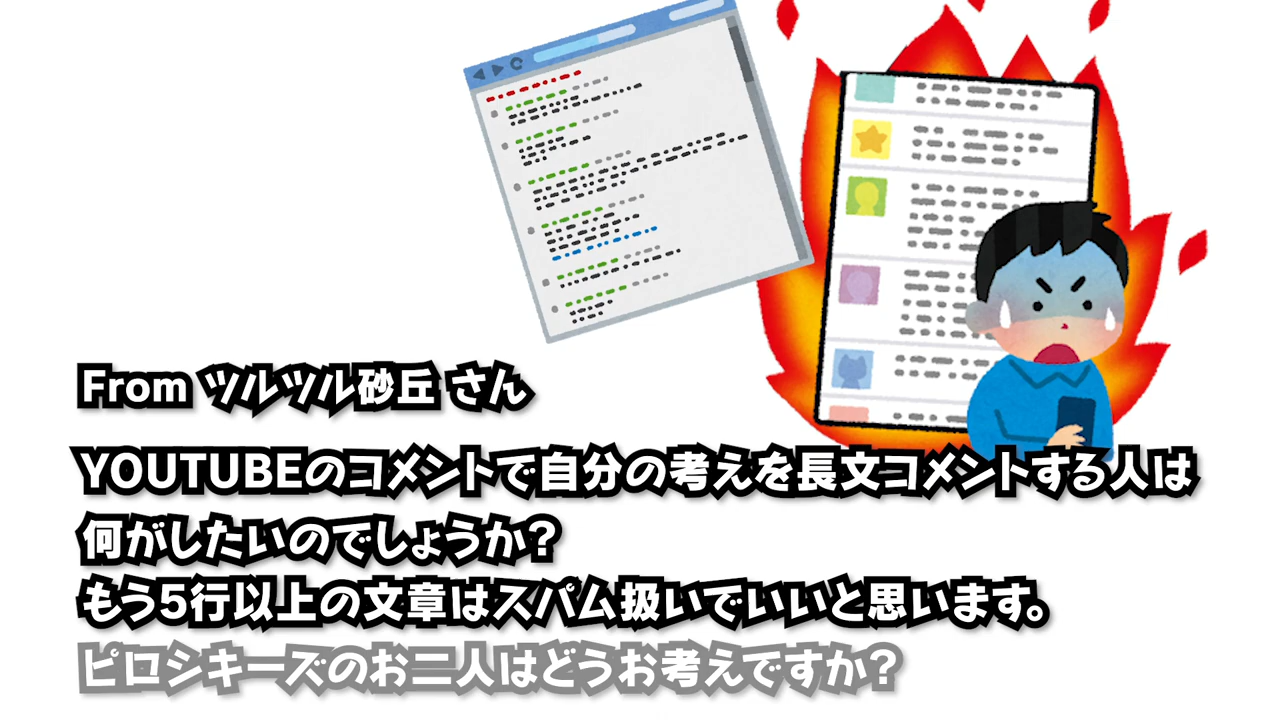 From ツルツル砂丘 さん
YOUTUBEのコメントで自分の考えを長文コメントする人は
何がしたいのでしょうか?
もう5行以上の文章はスパム扱いでいいと思います。
ピロシキーズのお二人はどうお考えですか?